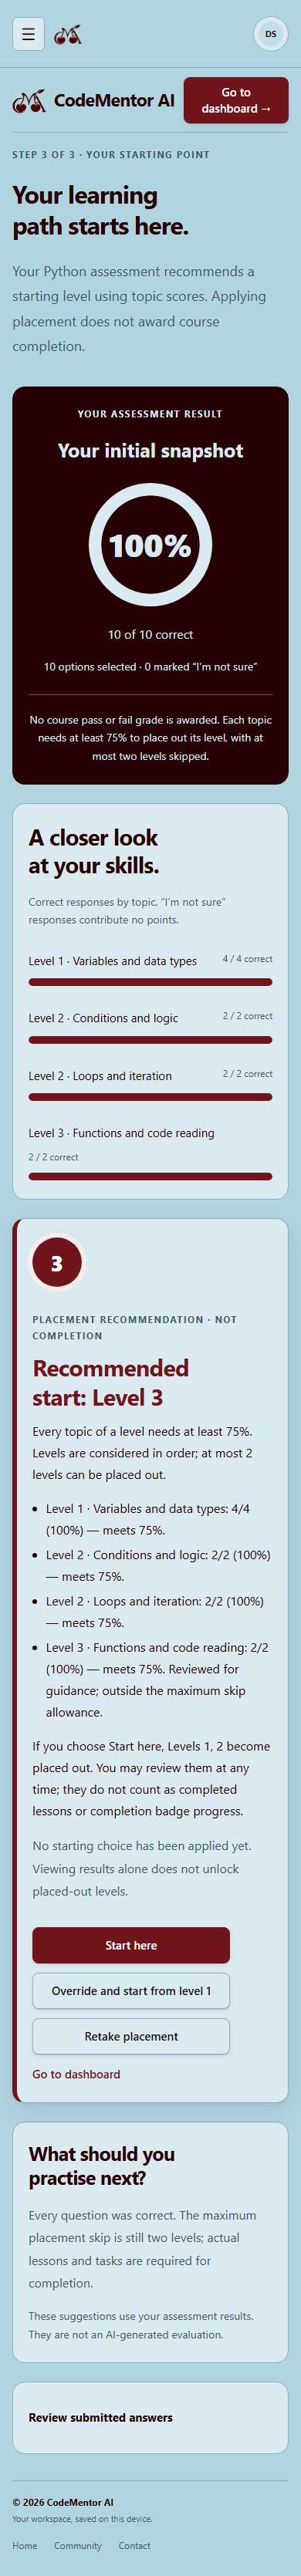 DS
CodeMentor AI
Go to
dashboard →
STEP 3 OF 3 · YOUR STARTING POINT
Your learning
path starts here.
Your Python assessment recommends a
starting level using topic scores. Applying
placement does not award course
completion.
YOUR ASSESSMENT RESULT
Your initial snapshot
100%
10 of 10 correct
10 options selected · 0 marked “I’m not sure”
No course pass or fail grade is awarded. Each topic
needs at least 75% to place out its level, with at
most two levels skipped.
A closer look
at your skills.
Correct responses by topic. “I’m not sure”
responses contribute no points.
Level 1 · Variables and data types 4 / 4 correct
Level 2 · Conditions and logic 2 / 2 correct
Level 2 · Loops and iteration 2 / 2 correct
Level 3 · Functions and code reading
2 / 2 correct
3
PLACEMENT RECOMMENDATION · NOT
COMPLETION
Recommended
start: Level 3
Every topic of a level needs at least 75%.
Levels are considered in order; at most 2
levels can be placed out.
• Level 1 · Variables and data types: 4/4
(100%) — meets 75%.
• Level 2 · Conditions and logic: 2/2 (100%)
— meets 75%.
• Level 2 · Loops and iteration: 2/2 (100%)
— meets 75%.
• Level 3 · Functions and code reading: 2/2
(100%) — meets 75%. Reviewed for
guidance; outside the maximum skip
allowance.
If you choose Start here, Levels 1, 2 become
placed out. You may review them at any
time; they do not count as completed
lessons or completion badge progress.
No starting choice has been applied yet.
Viewing results alone does not unlock
placed-out levels.
Start here
Override and start from level 1
Retake placement
Go to dashboard
What should you
practise next?
Every question was correct. The maximum
placement skip is still two levels; actual
lessons and tasks are required for
completion.
These suggestions use your assessment results.
They are not an AI-generated evaluation.
Review submitted answers
© 2026 CodeMentor AI
Your workspace, saved on this device.
Home Community Contact